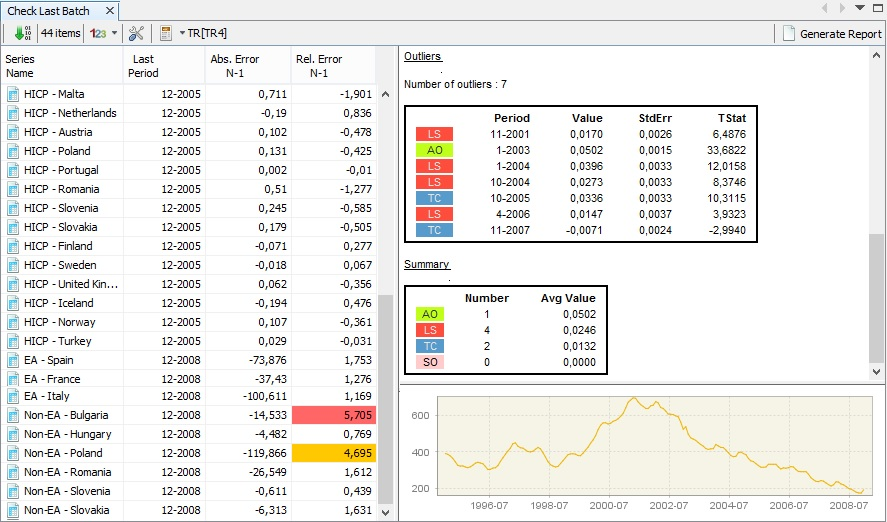 Check Last Batch
44 items 123 TR[TR4] Generate Report
Series Name Last Period Abs. Error N-1 Rel. Error N-1
HICP - Malta 12-2005 0,711 -1,901
HICP - Netherlands 12-2005 -0,19 0,836
HICP - Austria 12-2005 0,102 -0,478
HICP - Poland 12-2005 0,131 -0,425
HICP - Portugal 12-2005 0,002 -0,01
HICP - Romania 12-2005 0,51 -1,277
HICP - Slovenia 12-2005 0,245 -0,585
HICP - Slovakia 12-2005 0,179 -0,505
HICP - Finland 12-2005 -0,071 0,277
HICP - Sweden 12-2005 -0,018 0,067
HICP - United Kin... 12-2005 0,062 -0,356
HICP - Iceland 12-2005 -0,194 0,476
HICP - Norway 12-2005 0,107 -0,361
HICP - Turkey 12-2005 0,029 -0,031
EA - Spain 12-2008 -73,876 1,753
EA - France 12-2008 -37,43 1,276
EA - Italy 12-2008 -100,611 1,169
Non-EA - Bulgaria 12-2008 -14,533 5,705
Non-EA - Hungary 12-2008 -4,482 0,769
Non-EA - Poland 12-2008 -119,866 4,695
Non-EA - Romania 12-2008 -26,549 1,612
Non-EA - Slovenia 12-2008 -0,611 0,439
Non-EA - Slovakia 12-2008 -6,313 1,631
Outliers
.
Number of outliers : 7
Period Value StdErr TStat
LS 11-2001 0,0170 0,0026 6,4876
AO 1-2003 0,0502 0,0015 33,6822
LS 1-2004 0,0396 0,0033 12,0158
LS 10-2004 0,0273 0,0033 8,3746
TC 10-2005 0,0336 0,0033 10,3115
LS 4-2006 0,0147 0,0037 3,9323
TC 11-2007 -0,0071 0,0024 -2,9940
Summary
.
Number Avg Value
AO 1 0,0502
LS 4 0,0246
TC 2 0,0132
SO 0 0,0000
600
200
1996-07 1998-07 2000-07 2002-07 2004-07 2006-07 2008-07